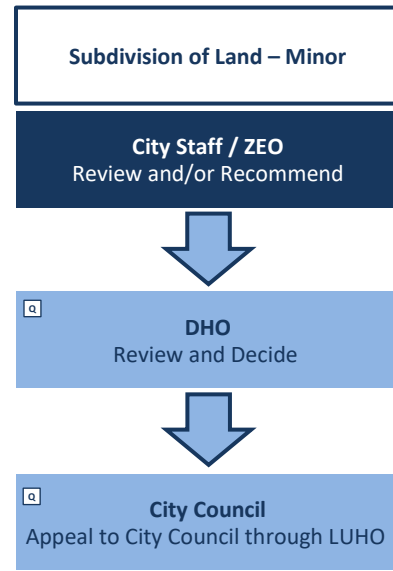 Subdivision of Land – Minor
City Staff / ZEO
Review and/or Recommend
Q
DHO
Review and Decide
Q
City Council
Appeal to City Council through LUHO